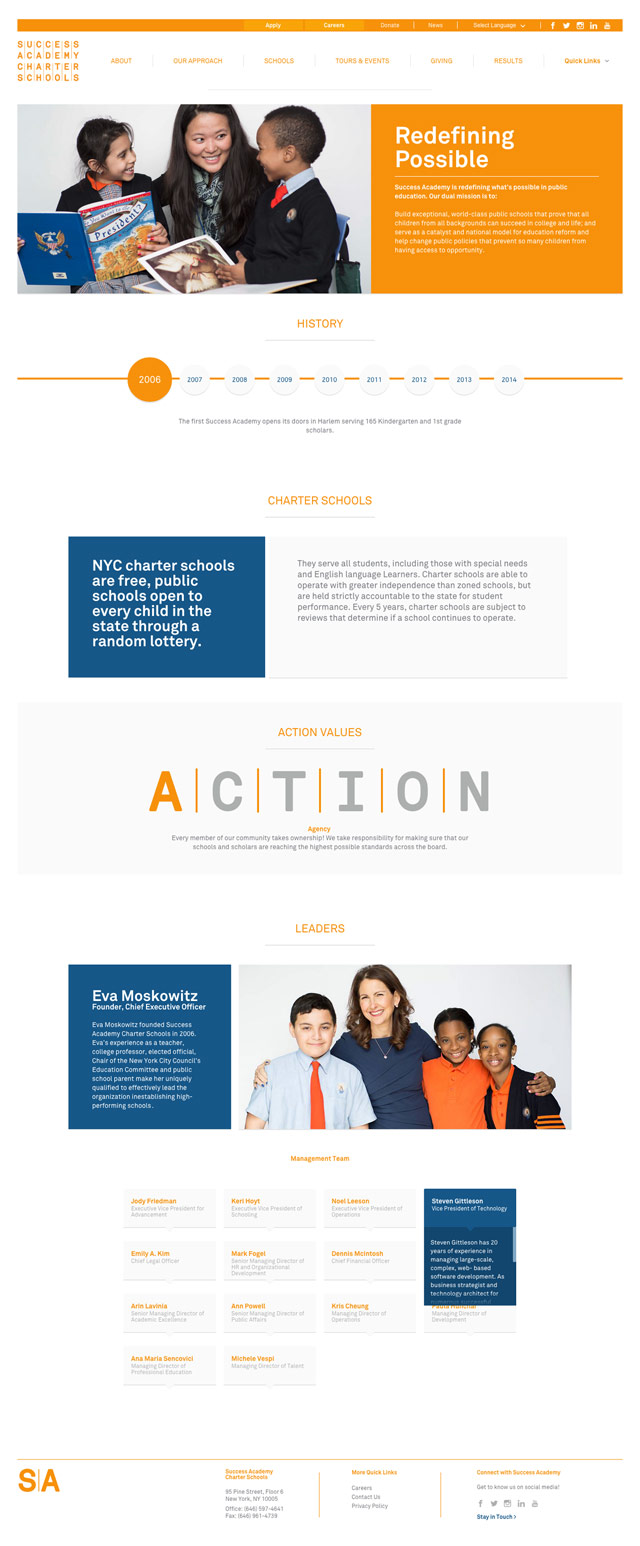 Apply Careers Donate News Select Language
SUCCESS
ACADEMY
CHARTER
SCHOOLS
ABOUT OUR APPROACH SCHOOLS TOURS & EVENTS GIVING RESULTS Quick Links
Redefining
Possible
Success Academy is redefining what's possible in public
education. Our dual mission is to:
Build exceptional, world-class public schools that prove that all
children from all backgrounds can succeed in college and life; and
serve as a catalyst and national model for education reform and
help change public policies that prevent so many children from
having access to opportunity.
President!
HISTORY
2006 2007 2008 2009 2010 2011 2012 2013 2014
The first Success Academy opens its doors in Harlem serving 165 Kindergarten and 1st grade
scholars.
CHARTER SCHOOLS
NYC charter schools
are free, public
schools open to
every child in the
state through a
random lottery.
They serve all students, including those with special needs
and English language Learners. Charter schools are able to
operate with greater independence than zoned schools, but
are held strictly accountable to the state for student
performance. Every 5 years, charter schools are subject to
reviews that determine if a school continues to operate.
ACTION VALUES
A|C|T|I|O|N
Agency
Every member of our community takes ownership! We take responsibility for making sure that our
schools and scholars are reaching the highest possible standards across the board.
LEADERS
Eva Moskowitz
Founder, Chief Executive Officer
Eva Moskowitz founded Success
Academy Charter Schools in 2006.
Eva's experience as a teacher,
college professor, elected official,
Chair of the New York City Council's
Education Committee and public
school parent make her uniquely
qualified to effectively lead the
organization inestablishing high-
performing schools.
Management Team
Jody Friedman
Executive Vice President for
Advancement
Keri Hoyt
Executive Vice President of
Schooling
Noel Leeson
Executive Vice President of
Operations
Steven Gittleson
Vice President of Technology
Steven Gittleson has 20
years of experience in
managing large-scale,
complex, web- based
software development. As
business strategist and
technology architect for
Emily A. Kim
Chief Legal Officer
Mark Fogel
Senior Managing Director of
HR and Organizational
Development
Dennis McIntosh
Chief Financial Officer
Arin Lavinia
Senior Managing Director of
Academic Excellence
Ann Powell
Senior Managing Director of
Public Affairs
Kris Cheung
Managing Director of
Operations
Managing Director of
Development
Ana Maria Sencovici
Managing Director of
Professional Education
Michele Vespi
Managing Director of Talent
S|A
Success Academy
Charter Schools
95 Pine Street, Floor 6
New York, NY 10005
Office: (646) 597-4641
Fax: (646) 961-4739
More Quick Links
Careers
Contact Us
Privacy Policy
Connect with Success Academy
Get to know us on social media!
Stay in Touch >